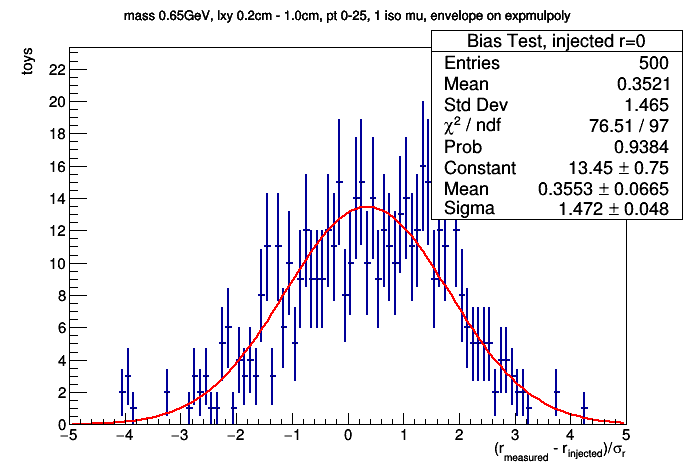 mass 0.65GeV, lxy 0.2cm - 1.0cm, pt 0-25, 1 iso mu, envelope on expmulpoly
Bias Test, injected r=0
Entries 500
Mean 0.3521
Std Dev 1.465
χ² / ndf 76.51 / 97
Prob 0.9384
Constant 13.45 ± 0.75
Mean 0.3553 ± 0.0665
Sigma 1.472 ± 0.048
toys
22
20
18
16
14
12
10
8
6
4
2
0
−5 −4 −3 −2 −1 0 1 2 3 4 5
(r_measured - r_injected)/σ_r